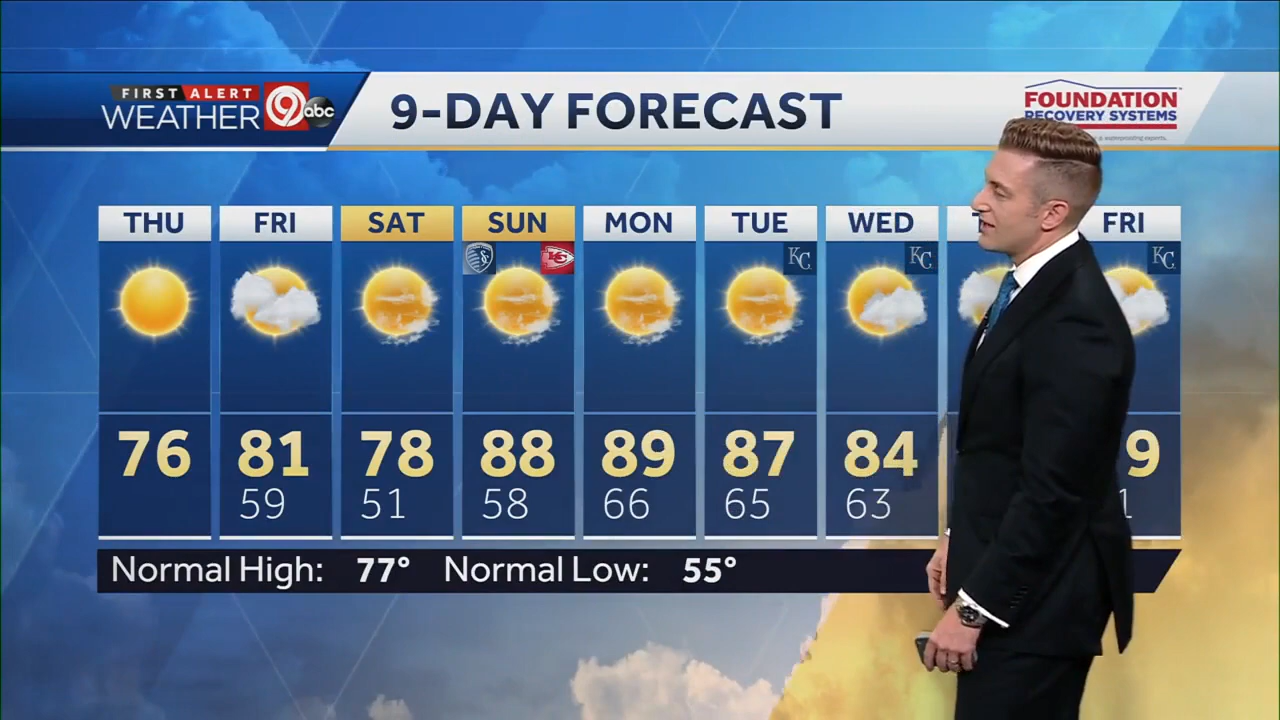 FIRST ALERT
WEATHER 9 abc
9-DAY FORECAST
FOUNDATION
RECOVERY SYSTEMS
THU FRI SAT SUN MON TUE WED FRI
KC KC KC
76 81 78 88 89 87 84 9
59 51 58 66 65 63 1
Normal High: 77° Normal Low: 55°